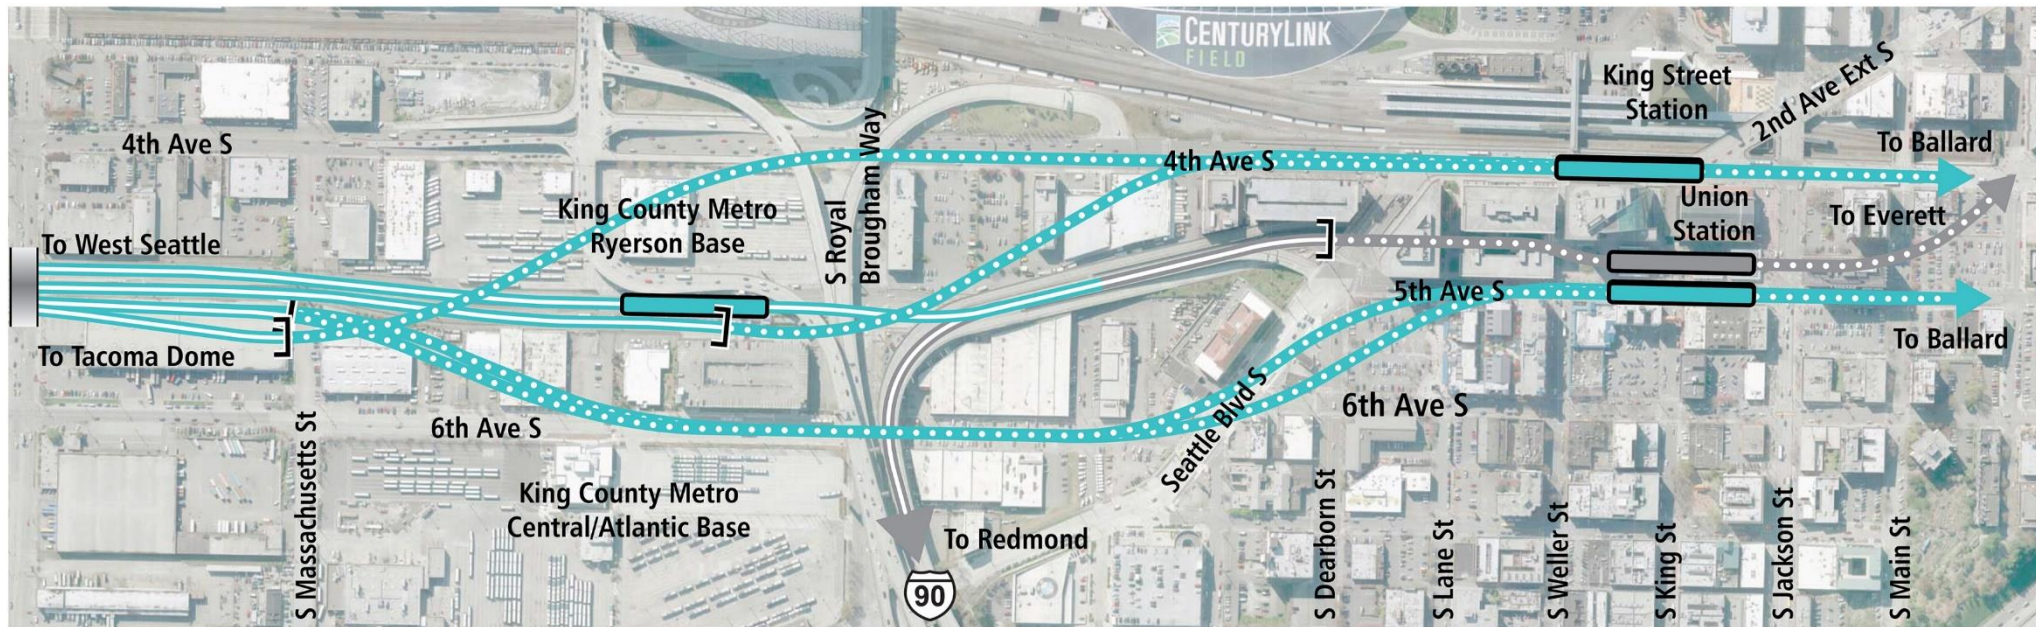 CENTURYLINK
FIELD
King Street
Station
2nd Ave Ext S
4th Ave S
To Ballard
4th Ave S
Union
Station
To Everett
King County Metro
Ryerson Base
S Royal
Brougham Way
To West Seattle
5th Ave S
To Ballard
To Tacoma Dome
6th Ave S
6th Ave S
Seattle Blvd S
S Massachusetts St
King County Metro
Central/Atlantic Base
To Redmond
90
S Dearborn St
S Lane St
S Weller St
S King St
S Jackson St
S Main St